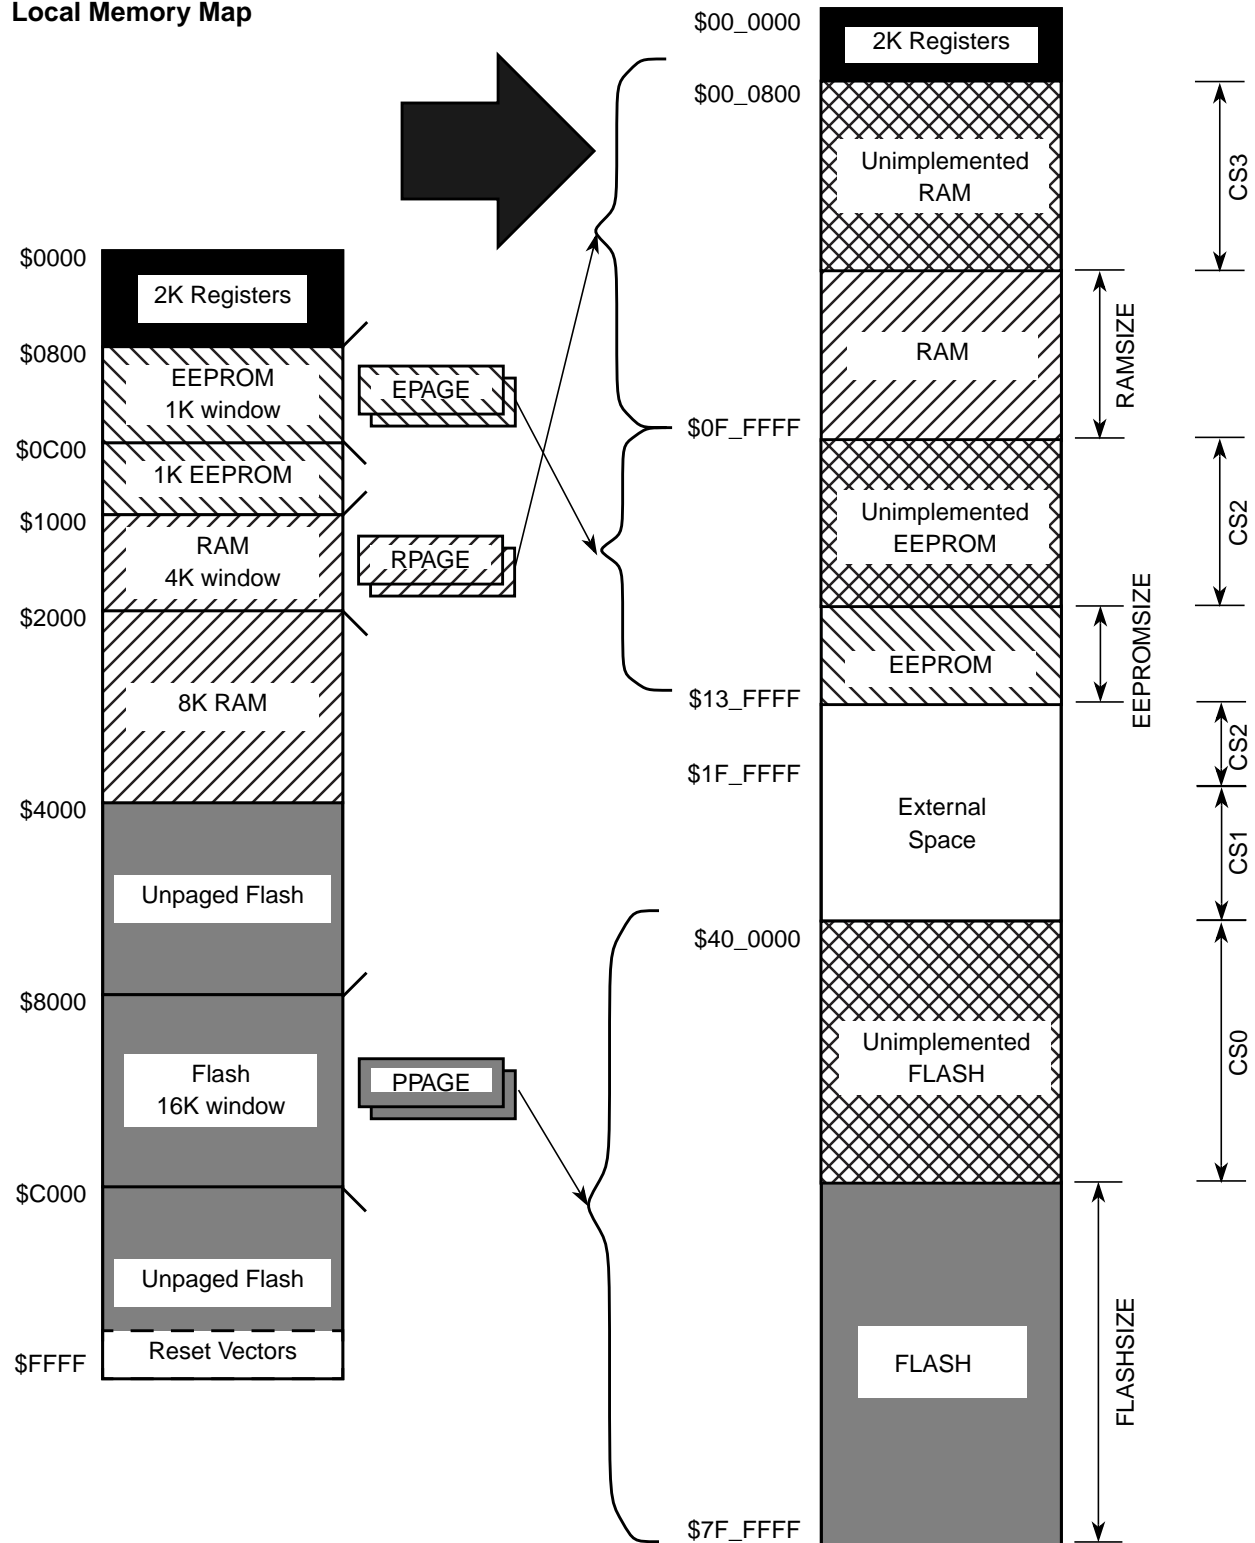 Local Memory Map
$0000
2K Registers
$0800
EEPROM
1K window
$0C00
1K EEPROM
$1000
RAM
4K window
$2000
8K RAM
$4000
Unpaged Flash
$8000
Flash
16K window
$C000
Unpaged Flash
Reset Vectors
$FFFF
EPAGE
RPAGE
PPAGE
$00_0000
2K Registers
$00_0800
Unimplemented
RAM
CS3
RAM
RAMSIZE
$0F_FFFF
Unimplemented
EEPROM
CS2
EEPROM
EEPROMSIZE
$13_FFFF
CS2
$1F_FFFF
External
Space
CS1
$40_0000
Unimplemented
FLASH
CS0
FLASH
FLASHSIZE
$7F_FFFF